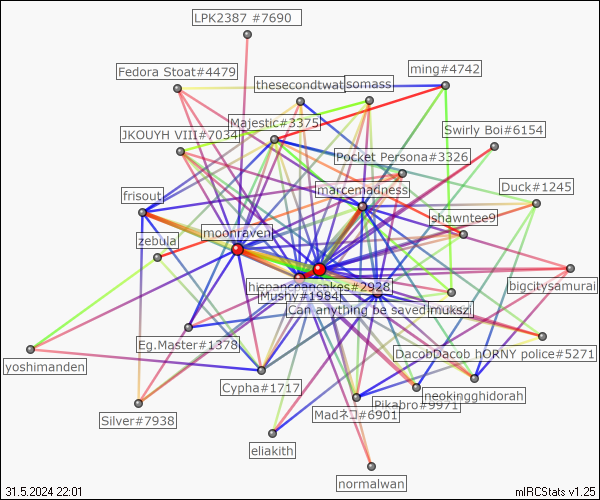 LPK2387 #7690
ming#4742
Fedora Stoat#4479
thesecondtwat
somass
Majestic#3375
JKOUYH VIII#7034
Swirly Boi#6154
Pocket Persona#3326
marcemadness
Duck#1245
frisout
shawntee9
moonraven
zebula
hispanicpancakes#2928
bigcitysamurai
Mushy#1984
Can anything be saved
mukszi
Eg.Master#1378
DacobDacob hORNY police#5271
yoshimanden
Cypha#1717
neokingghidorah
Pikabro#9971
Madネコ#6901
Silver#7938
eliakith
normalwan
31.5.2024 22:01
mIRCStats v1.25